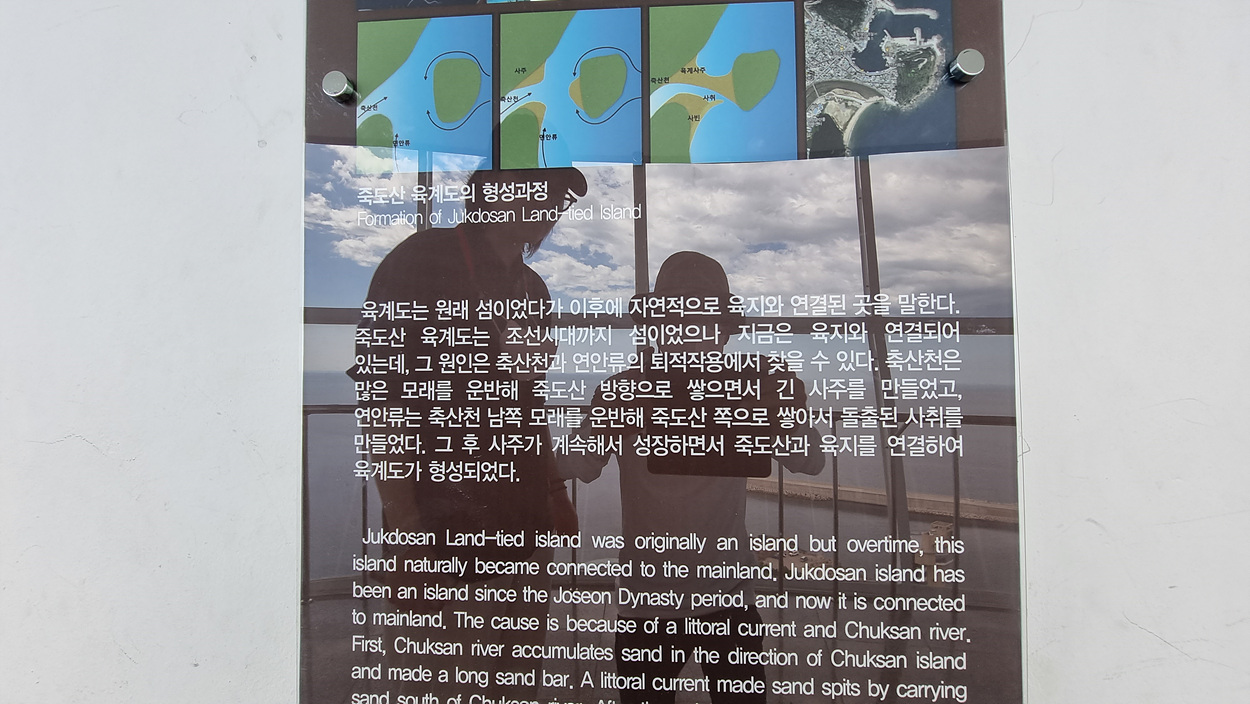 죽산천
연안류
사주
죽산천
연안류
육계사주
죽산천
사취
사빈
죽도산 육계도의 형성과정
Formation of Jukdosan Land-tied Island
육계도는 원래 섬이었다가 이후에 자연적으로 육지와 연결된 곳을 말한다.
죽도산 육계도는 조선시대까지 섬이었으나 지금은 육지와 연결되어
있는데, 그 원인은 축산천과 연안류의 퇴적작용에서 찾을 수 있다. 축산천은
많은 모래를 운반해 죽도산 방향으로 쌓으면서 긴 사주를 만들었고,
연안류는 축산천 남쪽 모래를 운반해 죽도산 쪽으로 쌓아서 돌출된 사취를
만들었다. 그 후 사주가 계속해서 성장하면서 죽도산과 육지를 연결하여
육계도가 형성되었다.
Jukdosan Land-tied island was originally an island but overtime, this
island naturally became connected to the mainland. Jukdosan island has
been an island since the Joseon Dynasty period, and now it is connected
to mainland. The cause is because of a littoral current and Chuksan river.
First, Chuksan river accumulates sand in the direction of Chuksan island
and made a long sand bar. A littoral current made sand spits by carrying
sand south of Chuksan river. After